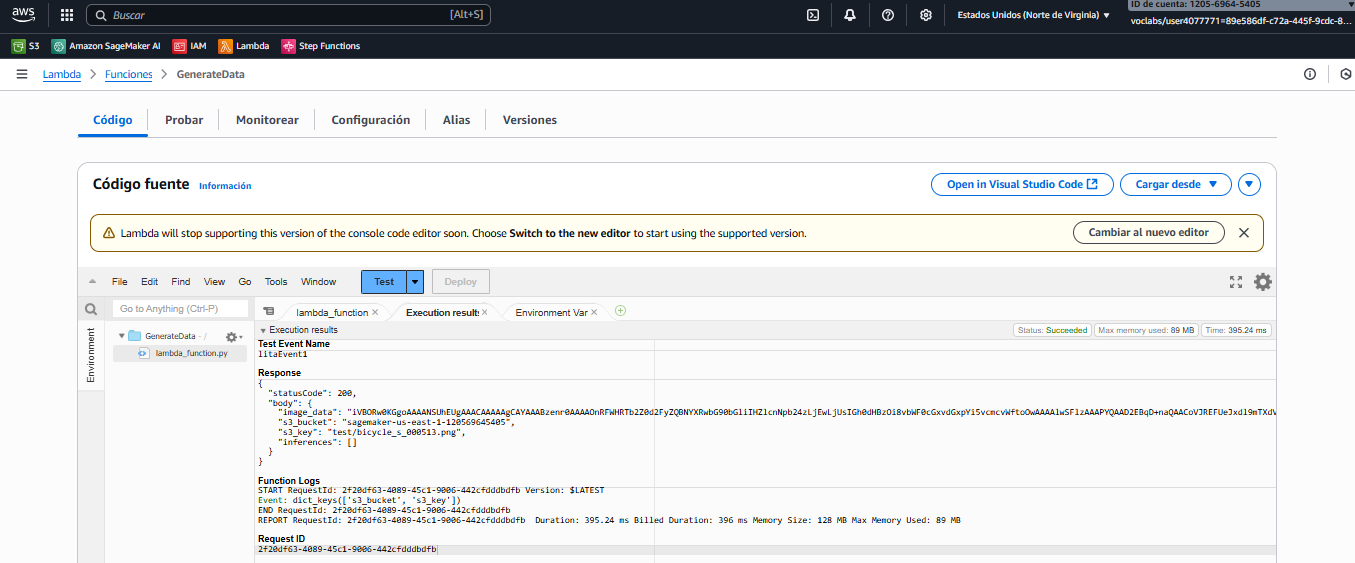 aws
Buscar [Alt+S]
Estados Unidos (Norte de Virginia) ▼
ID de cuenta: 1205-6964-5405
voclabs/user4077771=89e586df-c72a-445f-9cdc-8...
S3 Amazon SageMaker AI IAM Lambda Step Functions
Lambda > Funciones > GenerateData
Código Probar Monitorear Configuración Alias Versiones
Código fuente Información
Open in Visual Studio Code Cargar desde ▼
Lambda will stop supporting this version of the console code editor soon. Choose Switch to the new editor to start using the supported version.
Cambiar al nuevo editor
File Edit Find View Go Tools Window Test Deploy
Go to Anything (Ctrl-P)
lambda_function Execution results Environment Var
Environment
GenerateData - /
lambda_function.py
Execution results
Status: Succeeded Max memory used: 89 MB Time: 395.24 ms
Test Event Name
litaEvent1
Response
{
"statusCode": 200,
"body": {
"image_data":
"s3_bucket": "sagemaker-us-east-1-120569645405",
"s3_key": "test/bicycle_s_000513.png",
"inferences": []
}
}
Function Logs
START RequestId: 2f20df63-4089-45c1-9006-442cfdddbdfb Version: $LATEST
Event: dict_keys(['s3_bucket', 's3_key'])
END RequestId: 2f20df63-4089-45c1-9006-442cfdddbdfb
REPORT RequestId: 2f20df63-4089-45c1-9006-442cfdddbdfb Duration: 395.24 ms Billed Duration: 396 ms Memory Size: 128 MB Max Memory Used: 89 MB
Request ID
2f20df63-4089-45c1-9006-442cfdddbdfb